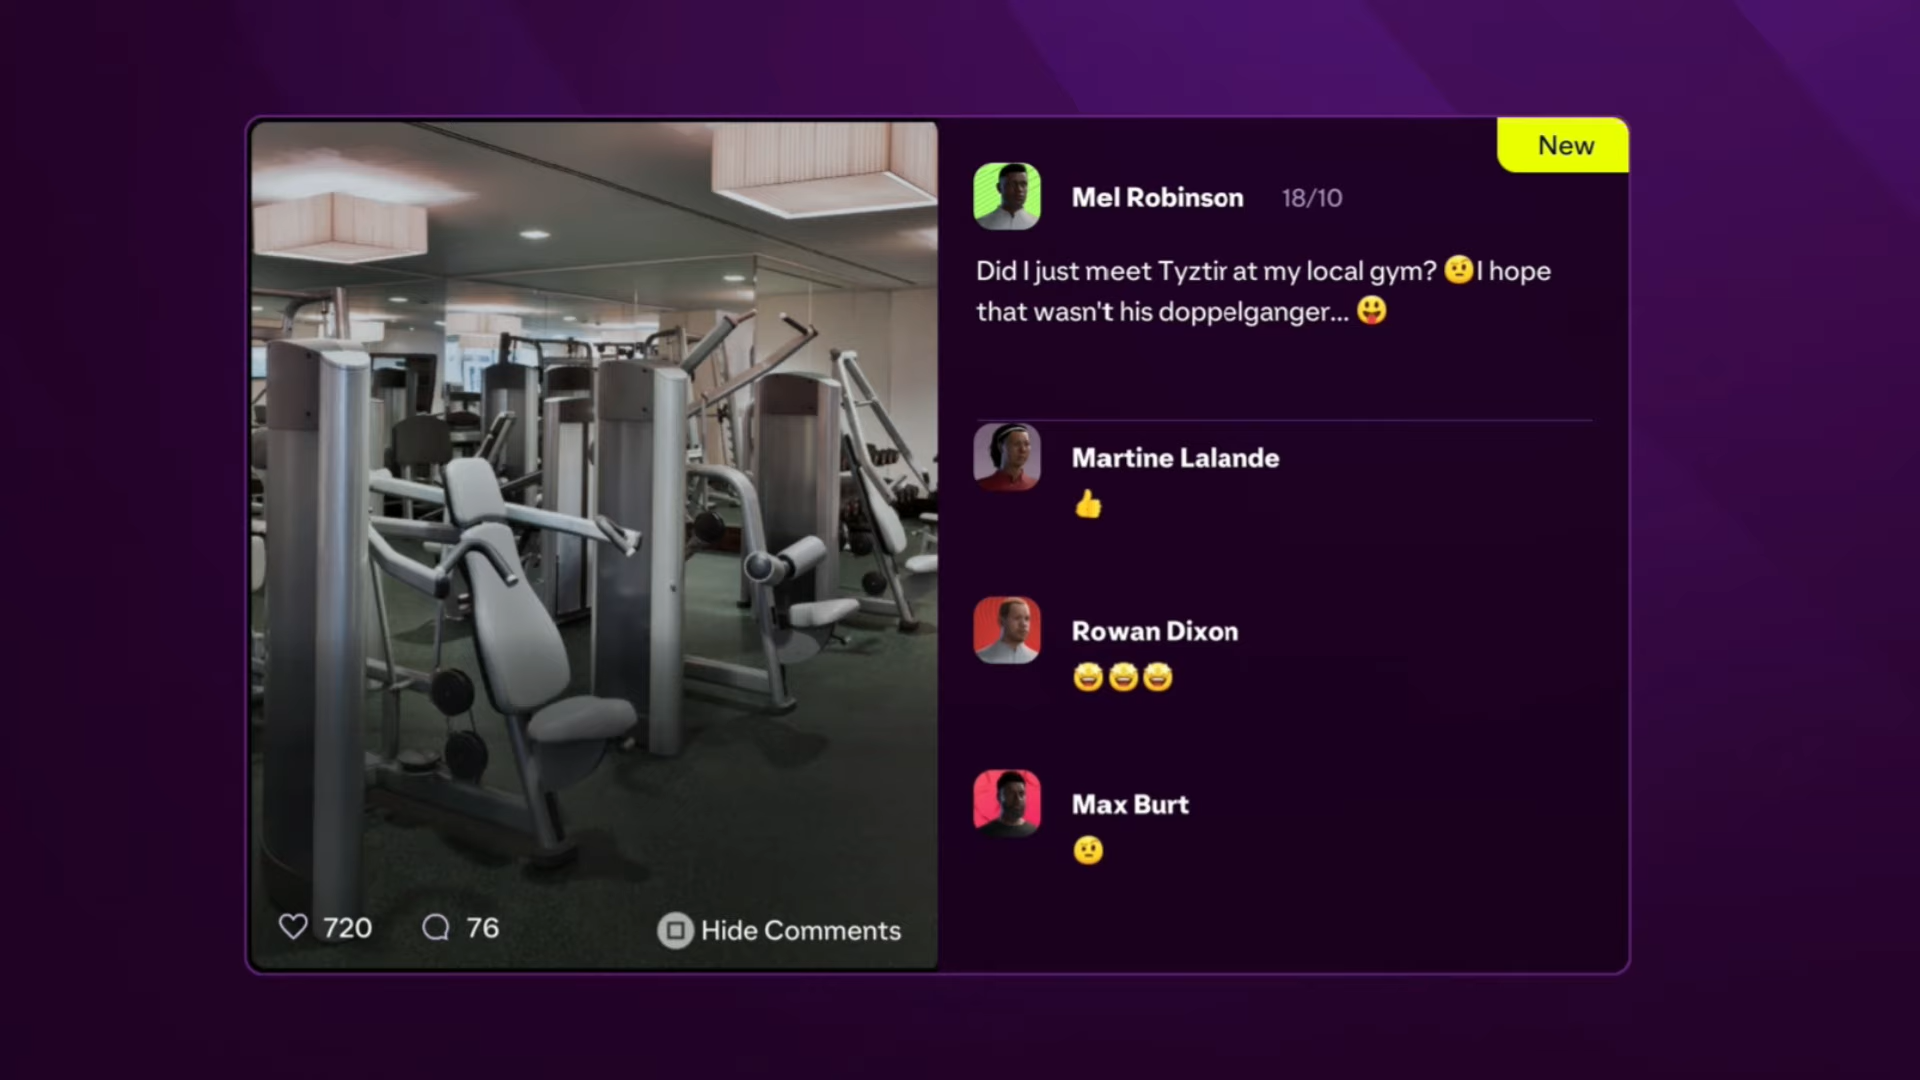 New
Mel Robinson 18/10
Did I just meet Tyztir at my local gym? 🤨I hope
that wasn't his doppelganger... 😛
Martine Lalande
👍
Rowan Dixon
🤩🤩🤩
Max Burt
🤨
720 76 Hide Comments